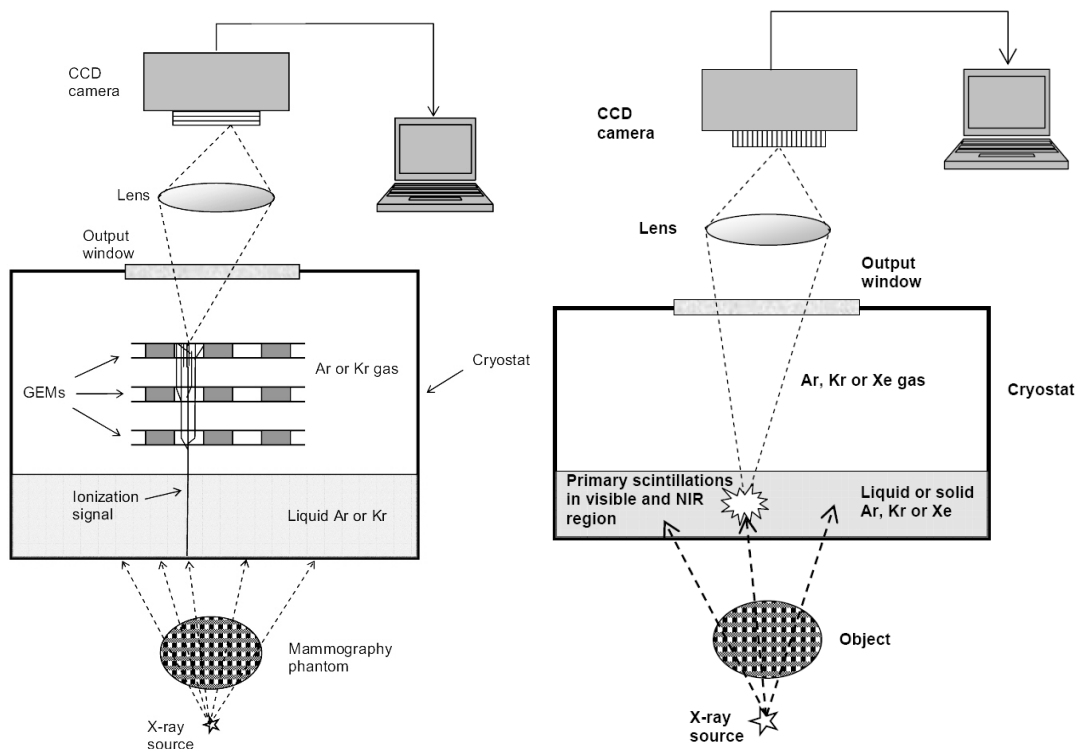 CCD
camera
Lens
Output
window
GEMs
Ar or Kr gas
Cryostat
Ionization
signal
Liquid Ar or Kr
Mammography
phantom
X-ray
source
CCD
camera
Lens
Output
window
Ar, Kr or Xe gas
Cryostat
Primary scintillations
in visible and NIR
region
Liquid or solid
Ar, Kr or Xe
Object
X-ray
source